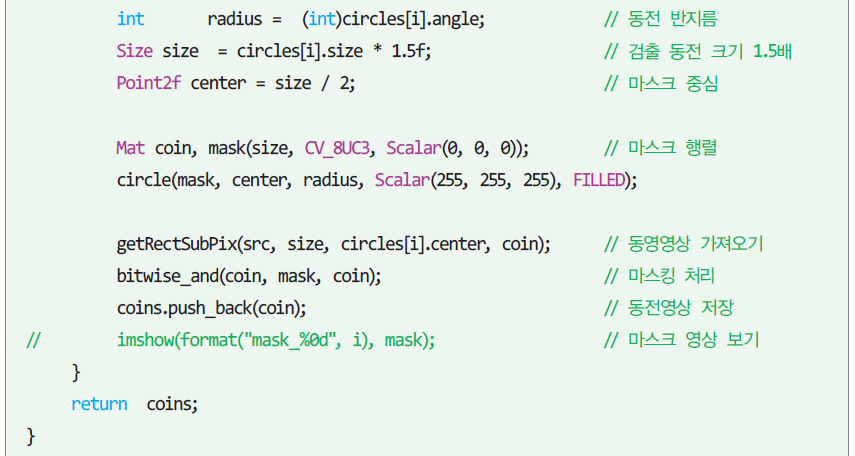 int radius = (int)circles[i].angle; // 동전 반지름
Size size = circles[i].size * 1.5f; // 검출 동전 크기 1.5배
Point2f center = size / 2; // 마스크 중심
Mat coin, mask(size, CV_8UC3, Scalar(0, 0, 0)); // 마스크 행렬
circle(mask, center, radius, Scalar(255, 255, 255), FILLED);
getRectSubPix(src, size, circles[i].center, coin); // 동영영상 가져오기
bitwise_and(coin, mask, coin); // 마스킹 처리
coins.push_back(coin); // 동전영상 저장
// imshow(format("mask_%0d", i), mask); // 마스크 영상 보기
}
return coins;
}